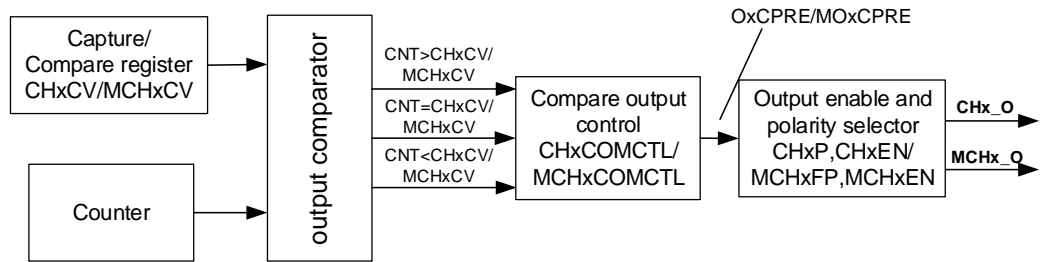 Capture/
Compare register
CHxCV/MCHxCV
Counter
output comparator
CNT>CHxCV/
MCHxCV
CNT=CHxCV/
MCHxCV
CNT<CHxCV/
MCHxCV
Compare output
control
CHxCOMCTL/
MCHxCOMCTL
OxCPRE/MOxCPRE
Output enable and
polarity selector
CHxP,CHxEN/
MCHxFP,MCHxEN
CHx_O
MCHx_O